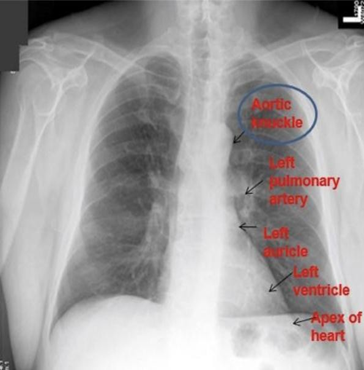 Aortic
knuckle
Left
pulmonary
artery
Left
auricle
Left
ventricle
Apex of
heart